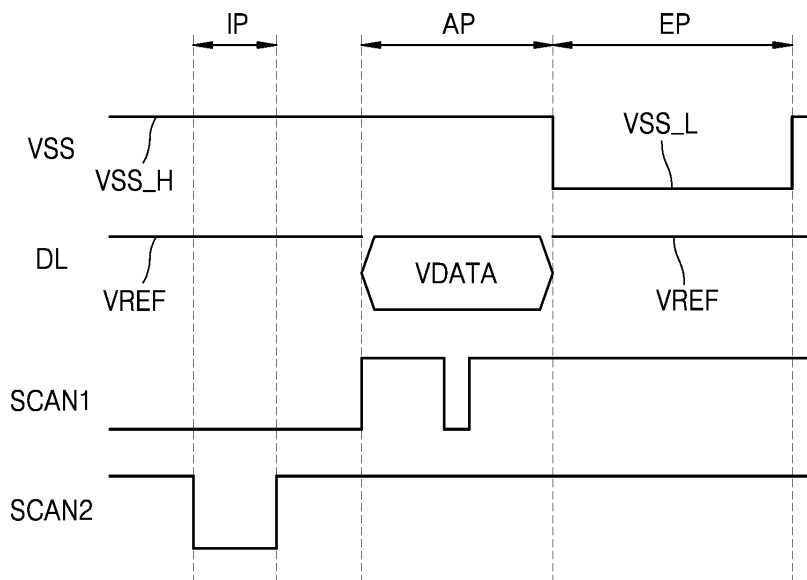 IP AP EP
VSS VSS_H VSS_L
DL VREF VDATA VREF
SCAN1
SCAN2